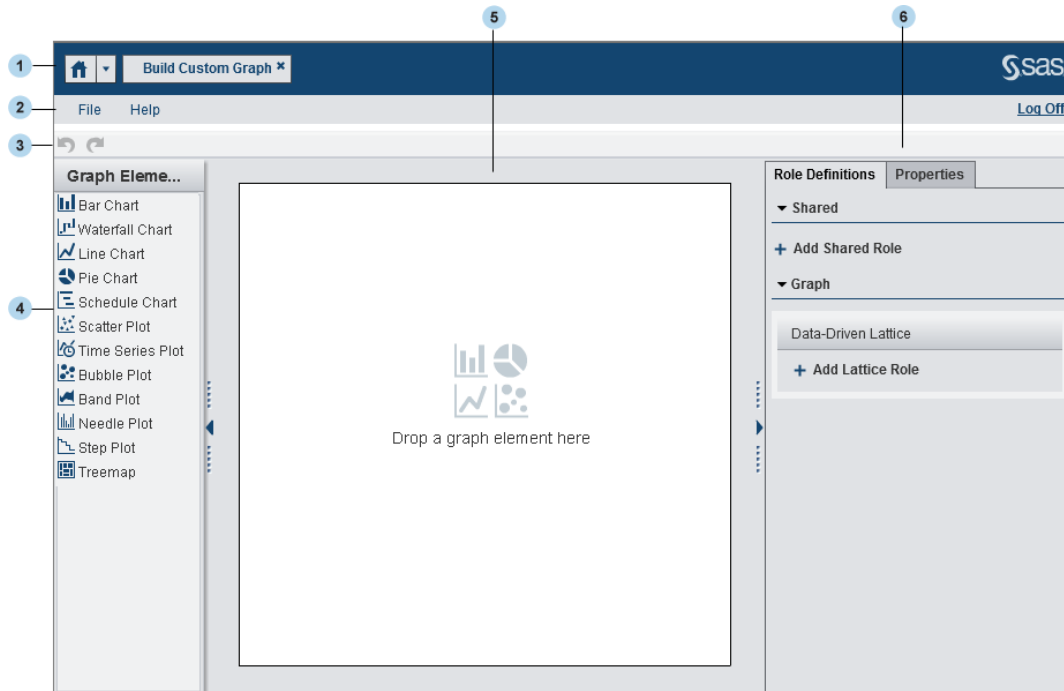 5
6
1
Build Custom Graph ×
sas
2
File Help
Log Off
3
Graph Eleme...
Role Definitions Properties
Bar Chart
Waterfall Chart
Line Chart
Pie Chart
4
Schedule Chart
Scatter Plot
Time Series Plot
Bubble Plot
Band Plot
Needle Plot
Step Plot
Treemap
Drop a graph element here
Shared
+ Add Shared Role
Graph
Data-Driven Lattice
+ Add Lattice Role